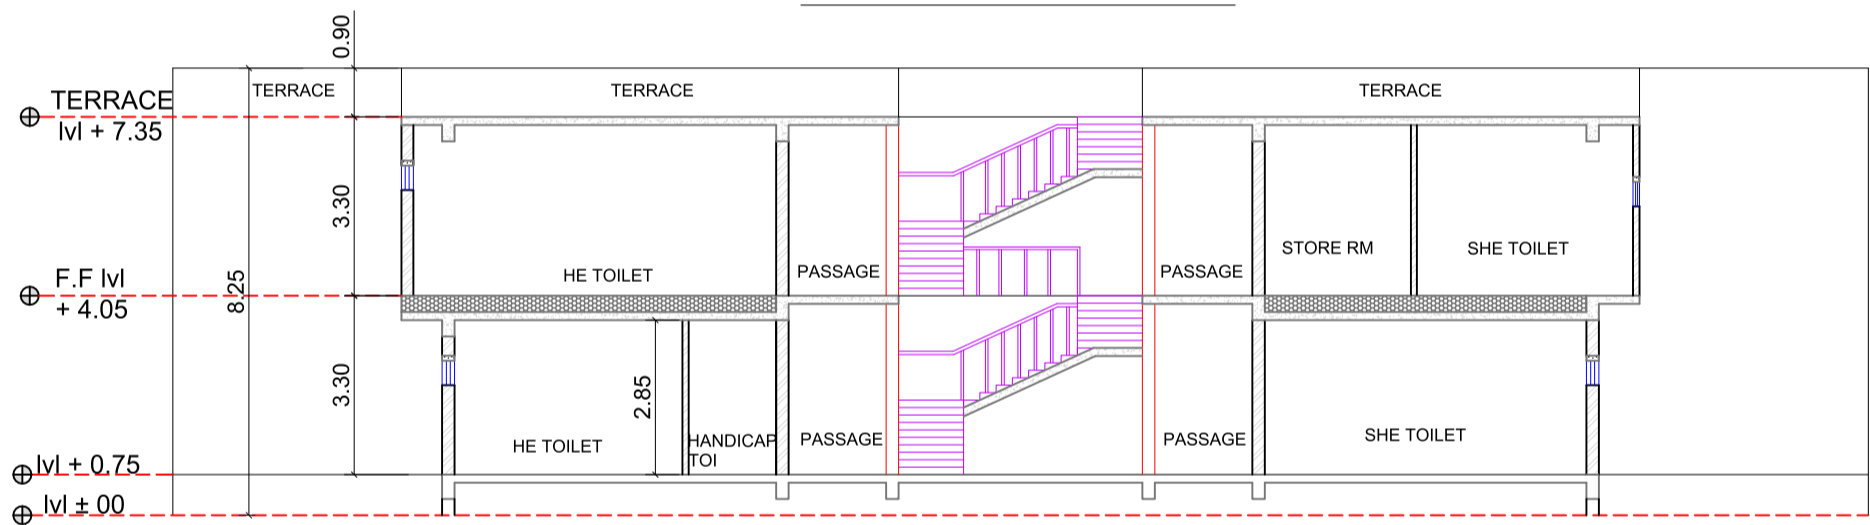 0.90
TERRACE
TERRACE
TERRACE
TERRACE
lvl + 7.35
3.30
STORE RM
SHE TOILET
HE TOILET
PASSAGE
PASSAGE
F.F lvl
+ 4.05
8.25
3.30
2.85
HE TOILET
HANDICAP
TOI
PASSAGE
PASSAGE
SHE TOILET
lvl + 0.75
lvl ± 00